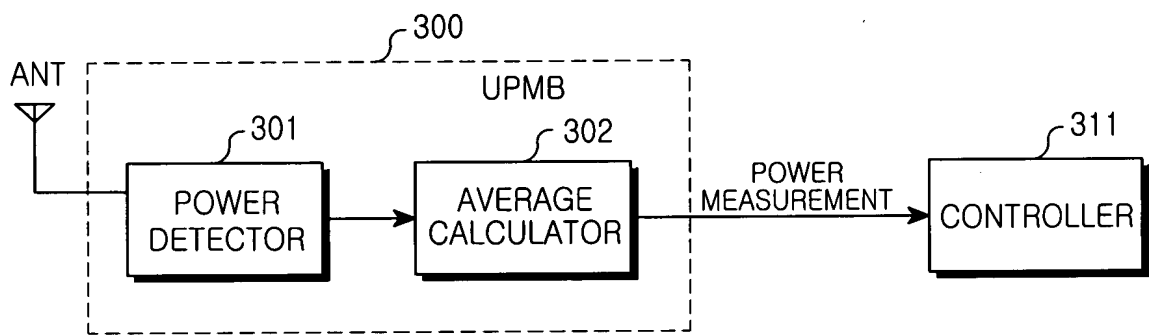 300
ANT
UPMB
301
302
311
POWER
DETECTOR
AVERAGE
CALCULATOR
POWER
MEASUREMENT
CONTROLLER